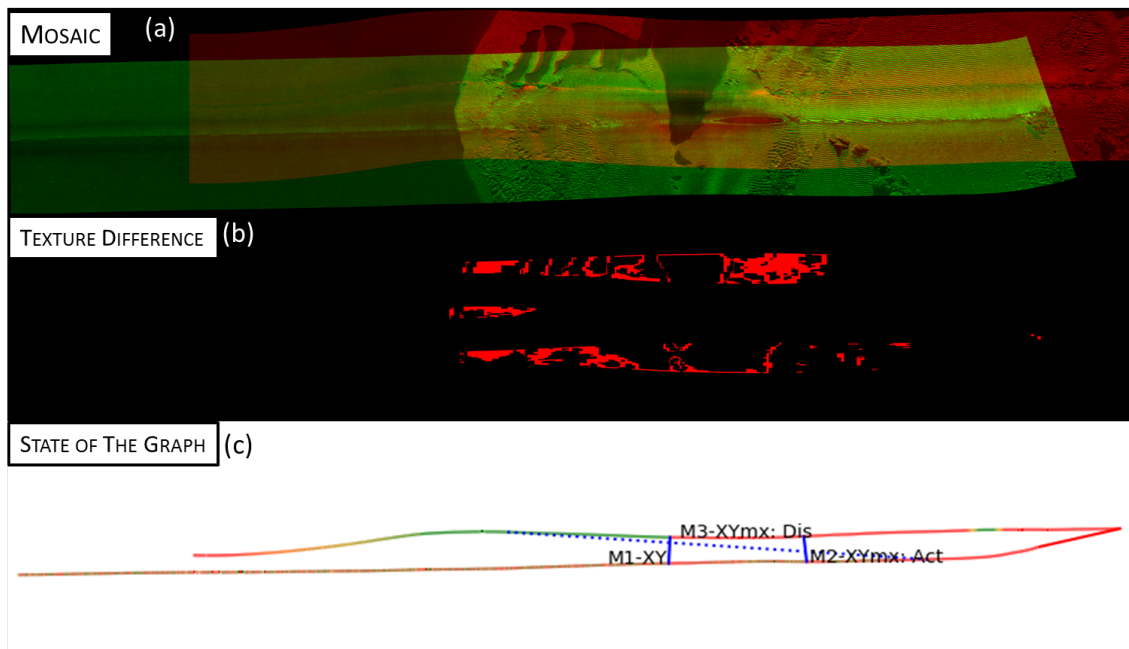 MOSAIC
(a)
TEXTURE DIFFERENCE
(b)
STATE OF THE GRAPH
(c)
M3-XYmx: Dis
M1-XY
M2-XYmx: Act